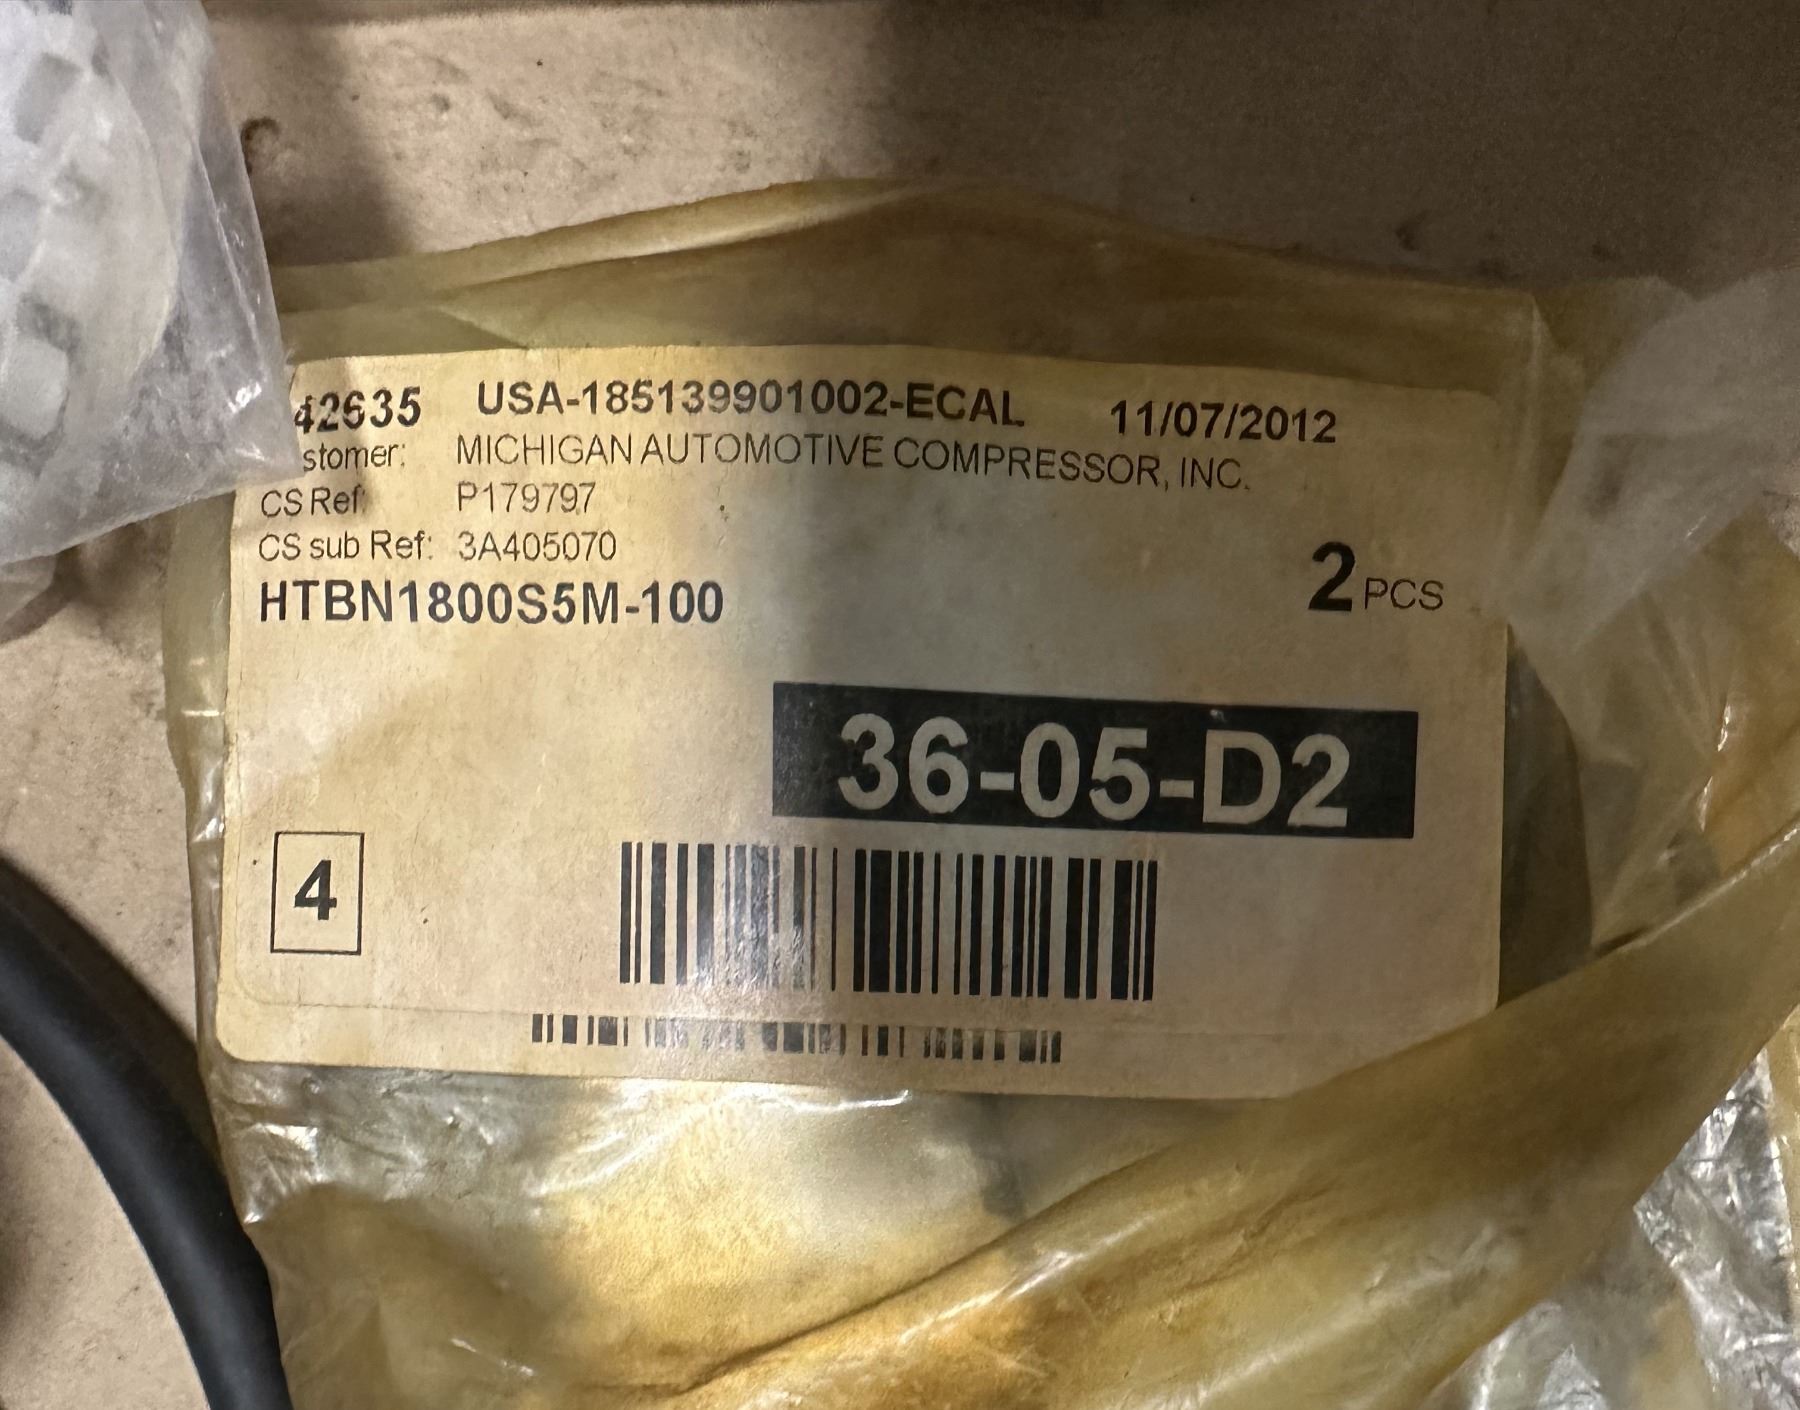 42635 USA-185139901002-ECAL 11/07/2012
stomer: MICHIGAN AUTOMOTIVE COMPRESSOR, INC.
CS Ref: P179797
CS sub Ref: 3A405070
HTBN1800S5M-100
2 PCS
36-05-D2
4